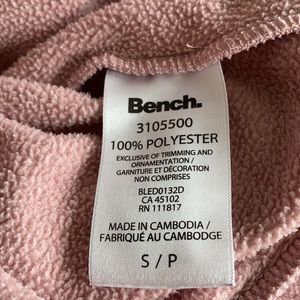 Bench.
3105500
100% POLYESTER
EXCLUSIVE OF TRIMMING AND
ORNAMENTATION/
GARNITURE ET DÉCORATION
NON COMPRISES
BLED0132D
CA 45102
RN 111817
MADE IN CAMBODIA/
FABRIQUÉ AU CAMBODGE
S / P